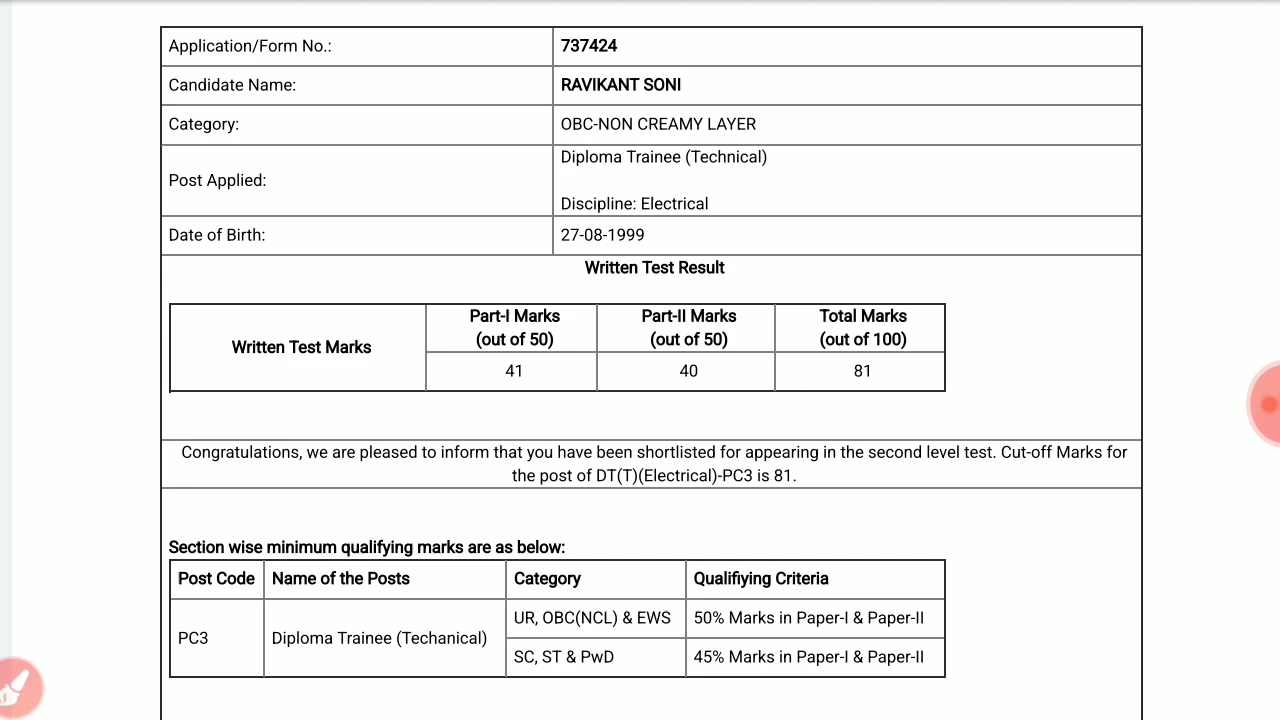 Application/Form No.: 737424
Candidate Name: RAVIKANT SONI
Category: OBC-NON CREAMY LAYER
Post Applied: Diploma Trainee (Technical)
Discipline: Electrical
Date of Birth: 27-08-1999
Written Test Result
Written Test Marks
Part-I Marks (out of 50) Part-II Marks (out of 50) Total Marks (out of 100)
41 40 81
Congratulations, we are pleased to inform that you have been shortlisted for appearing in the second level test. Cut-off Marks for
the post of DT(T)(Electrical)-PC3 is 81.
Section wise minimum qualifying marks are as below:
Post Code Name of the Posts Category Qualifiying Criteria
PC3 Diploma Trainee (Techanical)
UR, OBC(NCL) & EWS 50% Marks in Paper-I & Paper-II
SC, ST & PwD 45% Marks in Paper-I & Paper-II